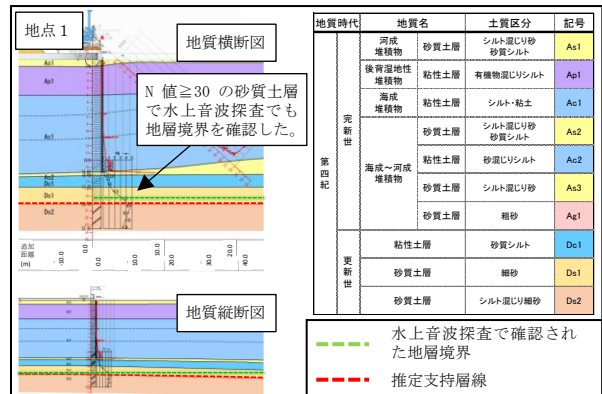 地点１
地質横断図
N 値≧30 の砂質土層
で水上音波探査でも
地層境界を確認した。
As1
Ap1
Ac1
As2
Dc1
Ds1
Ds2
追加
距離
(m)
-10.0
0.0
0.0
10.0
20.0
30.0
40.0
地質縦断図
地質時代 地質名 土質区分 記号
第四紀
完新世
河成
堆積物
砂質土層
シルト混じり砂
砂質シルト
As1
後背湿地性
堆積物
粘性土層
有機物混じりシルト
Ap1
海成
堆積物
粘性土層
シルト・粘土
Ac1
海成～河成
堆積物
砂質土層
シルト混じり砂
砂質シルト
As2
粘性土層
砂混じりシルト
Ac2
砂質土層
シルト混じり砂
As3
砂質土層
粗砂
Ag1
更新世
粘性土層
砂質シルト
Dc1
砂質土層
細砂
Ds1
砂質土層
シルト混じり細砂
Ds2
水上音波探査で確認され
た地層境界
推定支持層線